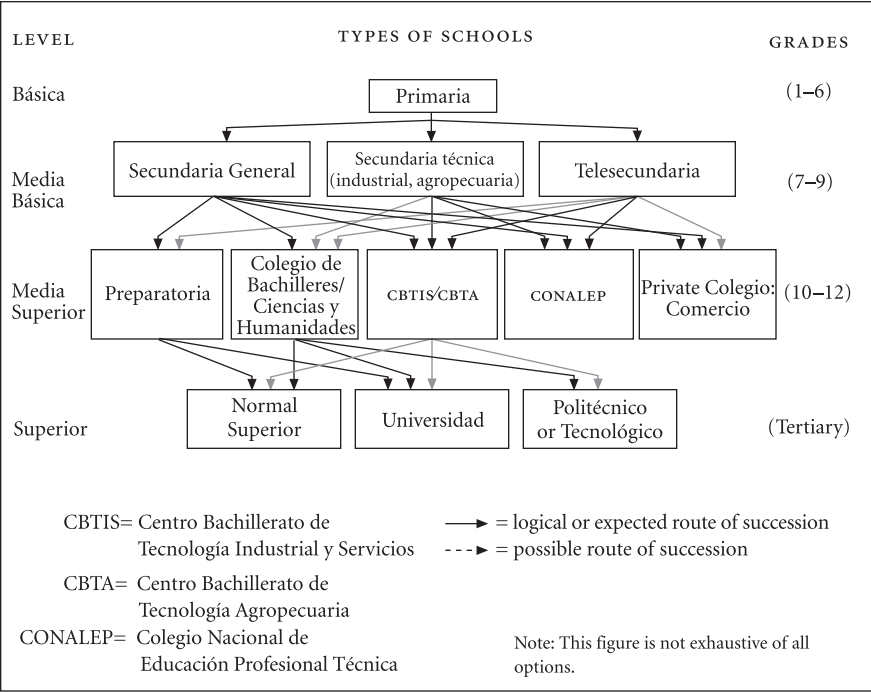 LEVEL TYPES OF SCHOOLS GRADES
Básica Primaria (1–6)
Media
Básica
Secundaria General
Secundaria técnica
(industrial, agropecuaria)
Telesecundaria
(7–9)
Media
Superior
Preparatoria
Colegio de
Bachilleres/
Ciencias y
Humanidades
CBTIS/CBTA
CONALEP
Private Colegio:
Comercio
(10–12)
Superior
Normal
Superior
Universidad
Politécnico
or Tecnológico
(Tertiary)
CBTIS= Centro Bachillerato de
Tecnología Industrial y Servicios
CBTA= Centro Bachillerato de
Tecnología Agropecuaria
CONALEP= Colegio Nacional de
Educación Profesional Técnica
= logical or expected route of succession
= possible route of succession
Note: This figure is not exhaustive of all
options.